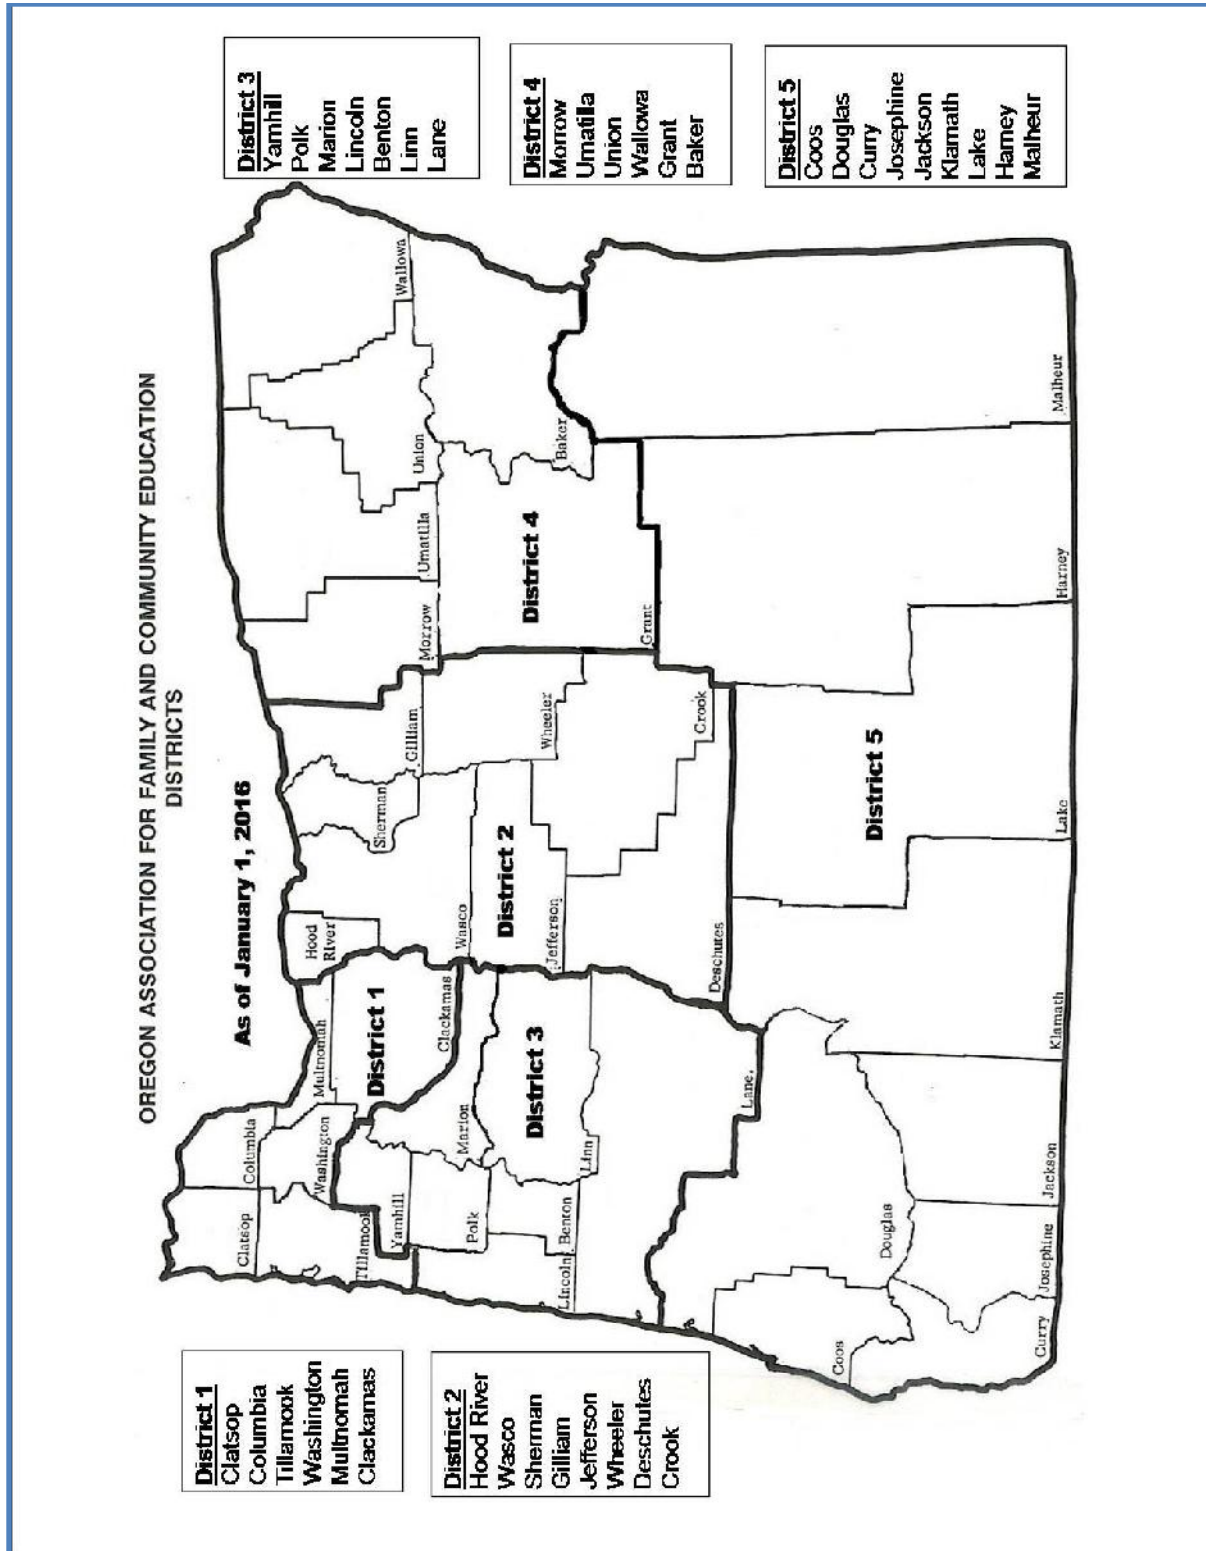 OREGON ASSOCIATION FOR FAMILY AND COMMUNITY EDUCATION
DISTRICTS
As of January 1, 2016
District 1
Clatsop
Columbia
Tillamook
Washington
Multnomah
Clackamas
District 2
Hood River
Wasco
Sherman
Gilliam
Jefferson
Wheeler
Deschutes
Crook
District 3
Yamhill
Polk
Marion
Lincoln
Benton
Linn
Lane
District 4
Morrow
Umatilla
Union
Wallowa
Grant
Baker
District 5
Coos
Douglas
Curry
Josephine
Jackson
Klamath
Lake
Harney
Malheur
Clatsop
Columbia
Tillamook
Washington
Multnomah
Hood
River
Sherman
Gilliam
Morrow
Umatilla
Union
Wallowa
Yamhill
District 1
Clackamas
Wasco
Polk
Marion
Lincoln
Benton
Linn
District 3
District 2
Jefferson
Wheeler
District 4
Baker
Grant
Crook
Deschutes
Lane
Coos
Douglas
District 5
Curry
Josephine
Jackson
Klamath
Lake
Harney
Malheur